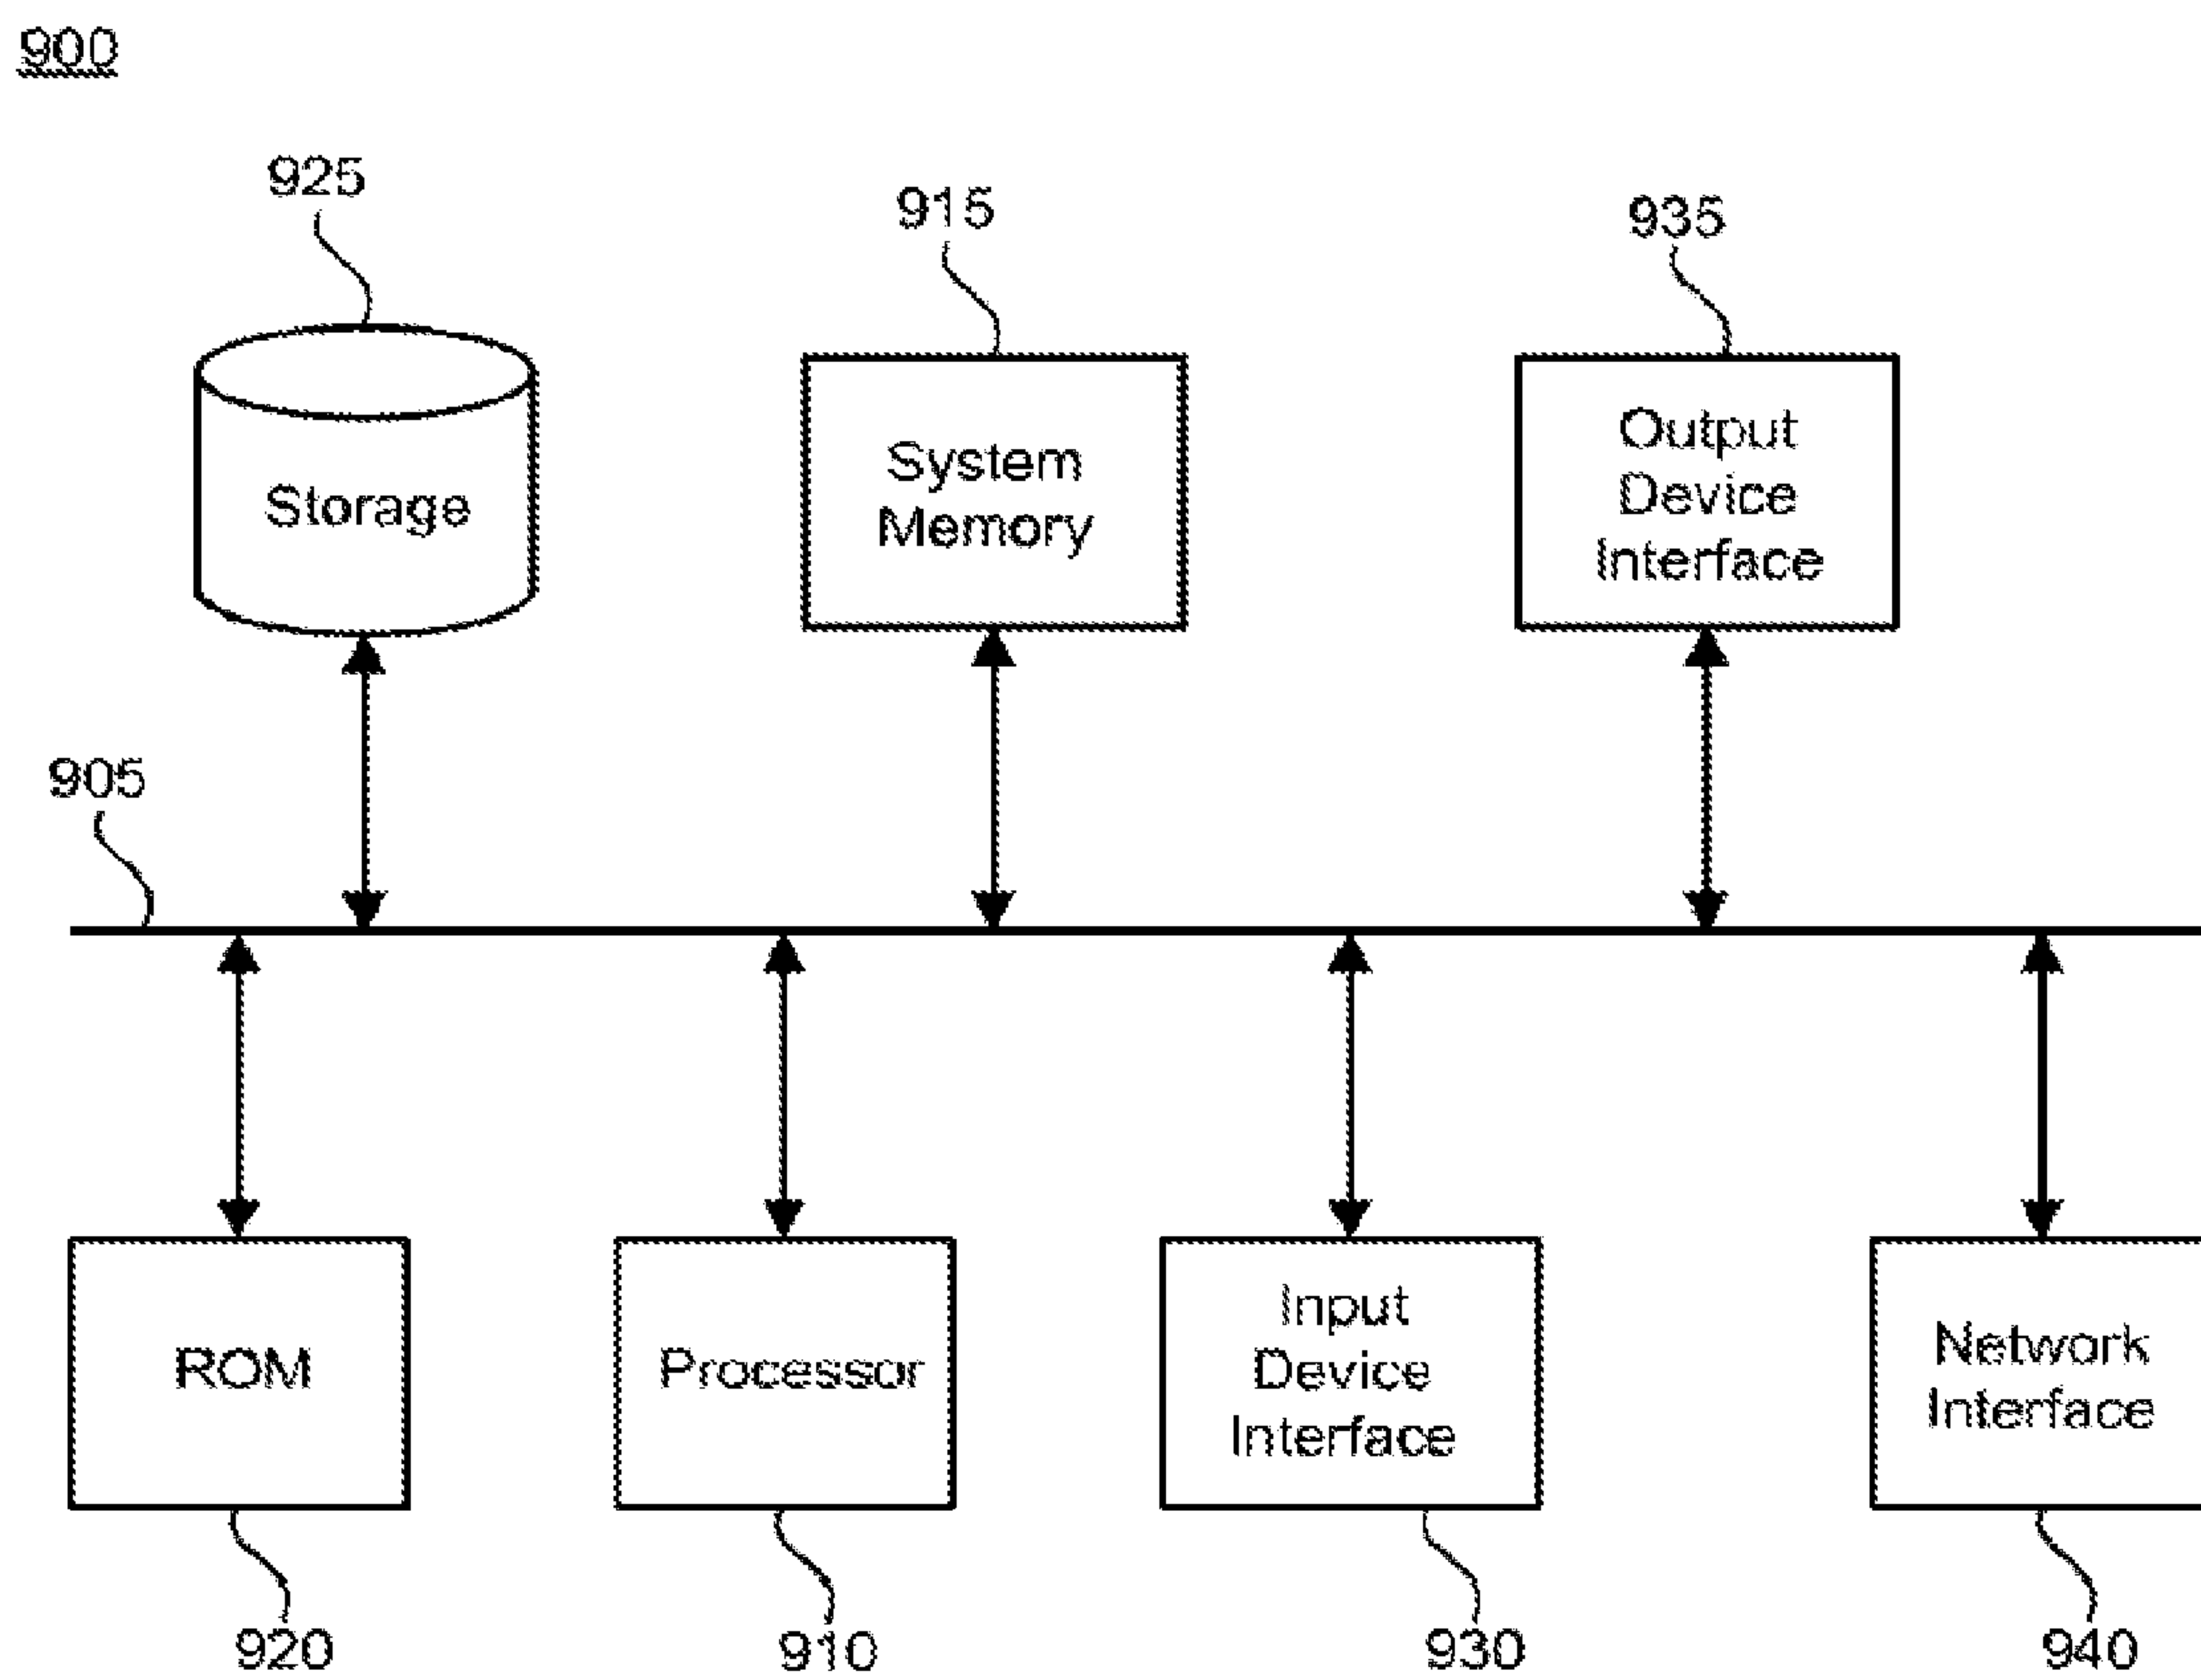 900
925
915
935
Storage
System
Memory
Output
Device
Interface
905
ROM
Processor
Input
Device
Interface
Network
Interface
920
910
930
940